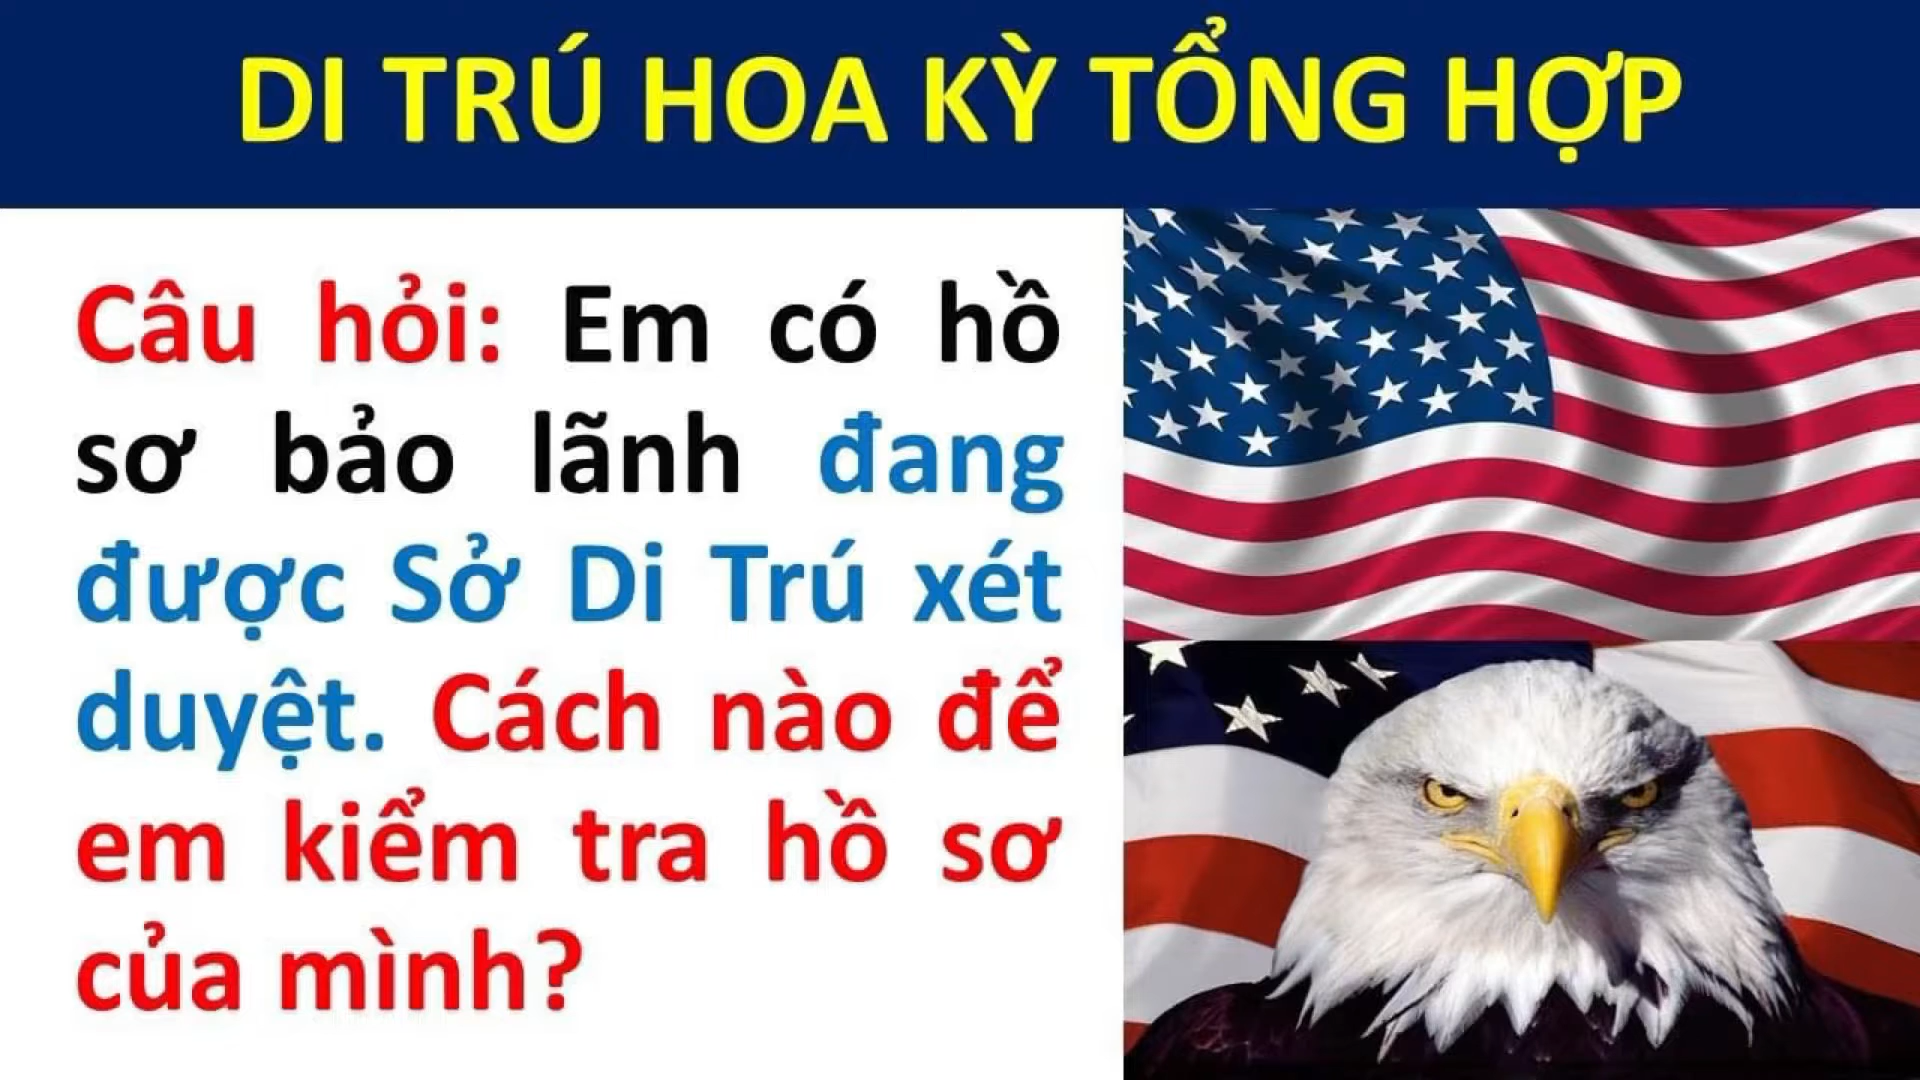 DI TRÚ HOA KỲ TỔNG HỢP
Câu hỏi: Em có hồ
sơ bảo lãnh đang
được Sở Di Trú xét
duyệt. Cách nào để
em kiểm tra hồ sơ
của mình?